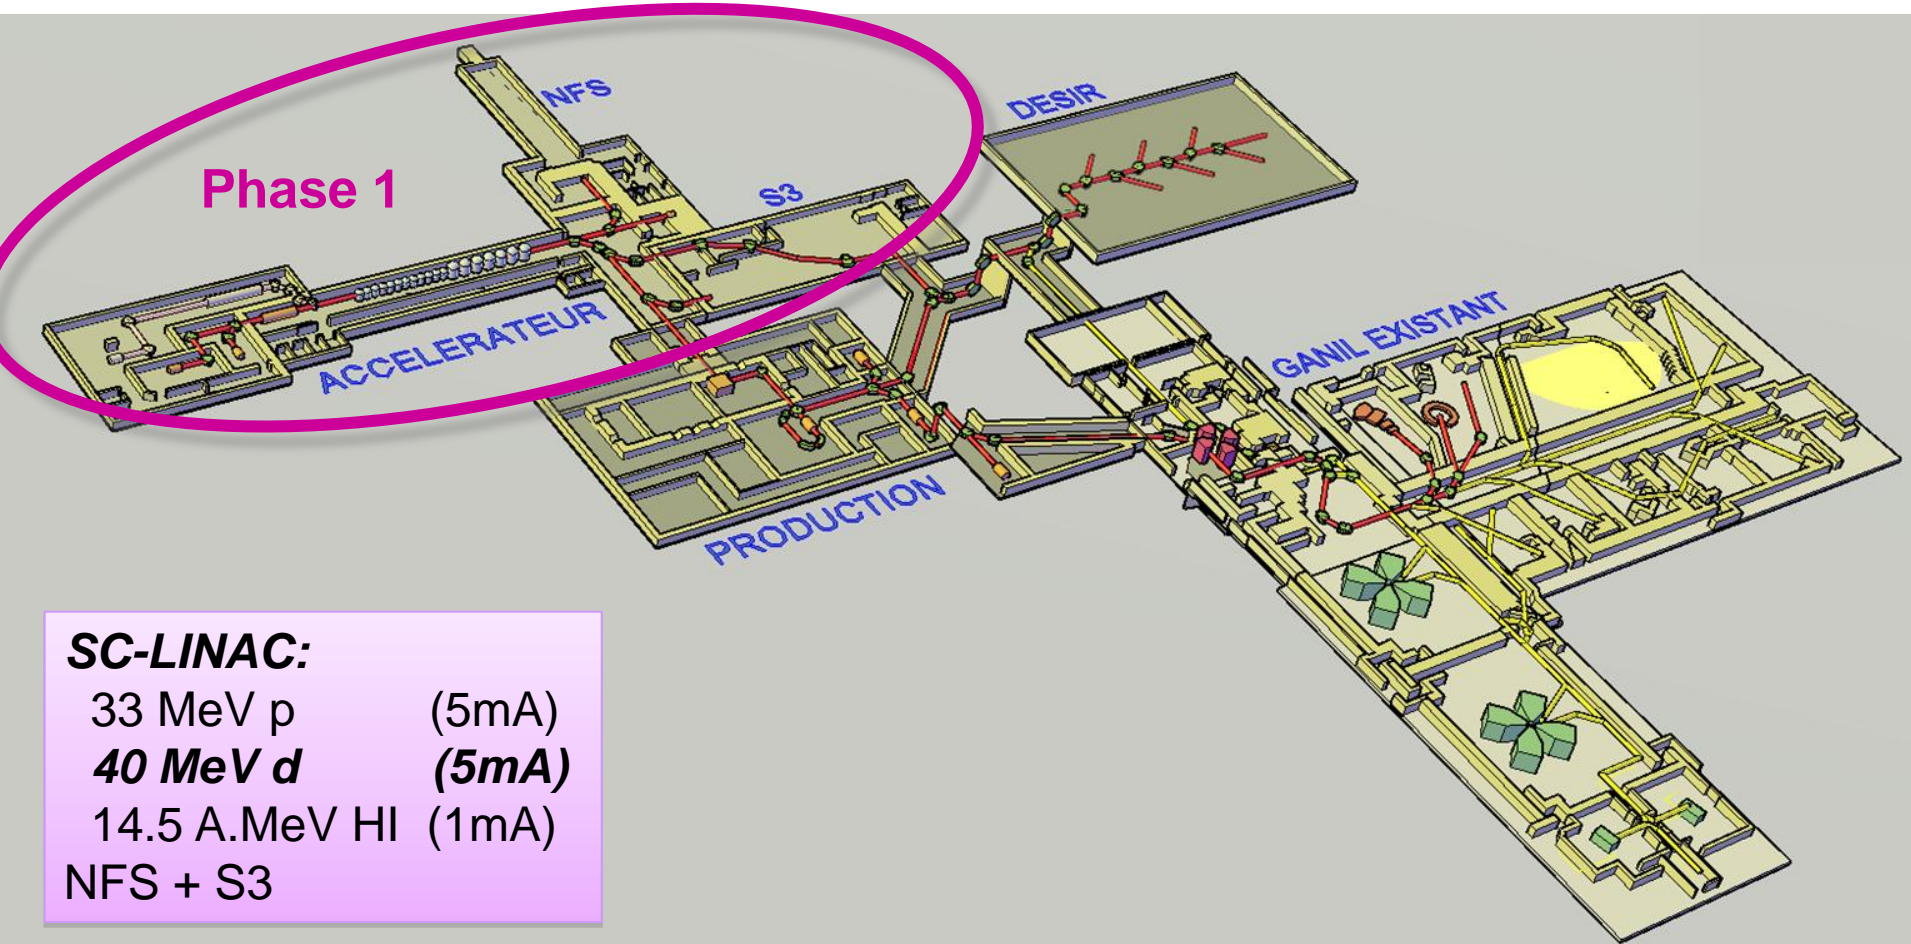 NFS
DESIR
Phase 1
S3
ACCELERATEUR
GANIL EXISTANT
PRODUCTION
SC-LINAC:
33 MeV p (5mA)
40 MeV d (5mA)
14.5 A.MeV HI (1mA)
NFS + S3